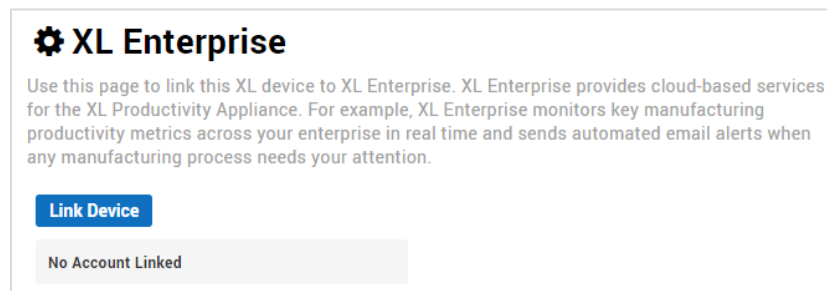 XL Enterprise
Use this page to link this XL device to XL Enterprise. XL Enterprise provides cloud-based services
for the XL Productivity Appliance. For example, XL Enterprise monitors key manufacturing
productivity metrics across your enterprise in real time and sends automated email alerts when
any manufacturing process needs your attention.
Link Device
No Account Linked